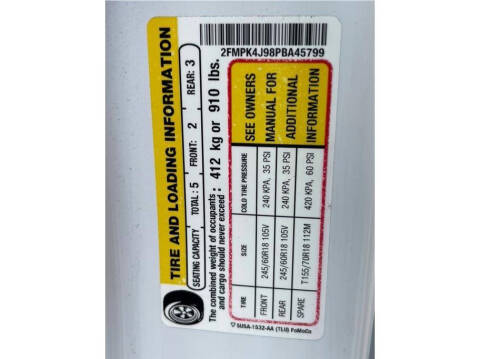 2FMPK4J98PBA45799
TIRE AND LOADING INFORMATION
SEATING CAPACITY TOTAL: 5 FRONT: 2 REAR: 3
The combined weight of occupants
and cargo should never exceed: 412 kg or 910 lbs.
TIRE SIZE COLD TIRE PRESSURE
FRONT 245/60R18 105V 240 KPA, 35 PSI
REAR 245/60R18 105V 240 KPA, 35 PSI
SPARE T155/70R18 112M 420 KPA, 60 PSI
SEE OWNERS
MANUAL FOR
ADDITIONAL
INFORMATION
5USA-1532-AA (TLU) FoMoCo